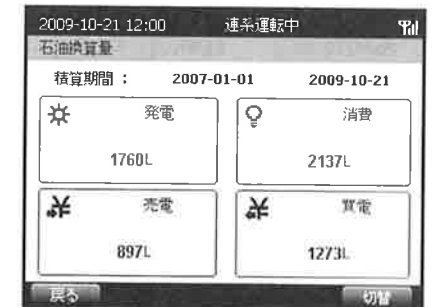 2009-10-21 12:00 連系運転中
石油換算量
積算期間： 2007-01-01 2009-10-21
発電 消費
1760L 2137L
売電 買電
897L 1273L
戻る 切替